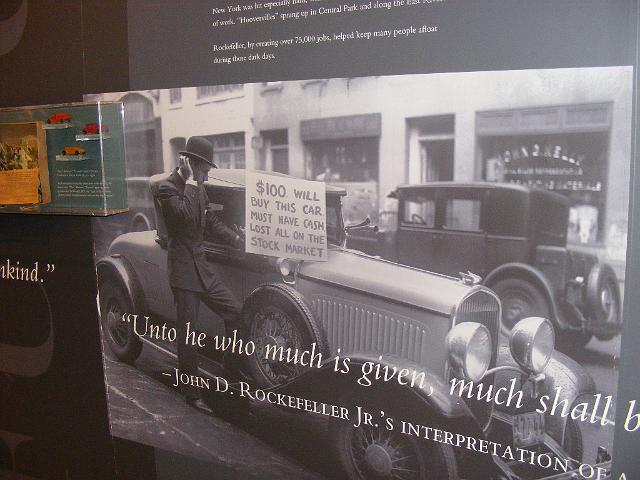 New York was hit especially hard,
of work. "Hoovervilles" sprang up in Central Park and along the East
Rockefeller, by creating over 75,000 jobs, helped keep many people afloat
during those dark days.
$100 WILL
BUY THIS CAR
MUST HAVE CASH
LOST ALL ON THE
STOCK MARKET
nkind."
"Unto he who much is given, much shall b
–John D. Rockefeller Jr.'s interpretation of a